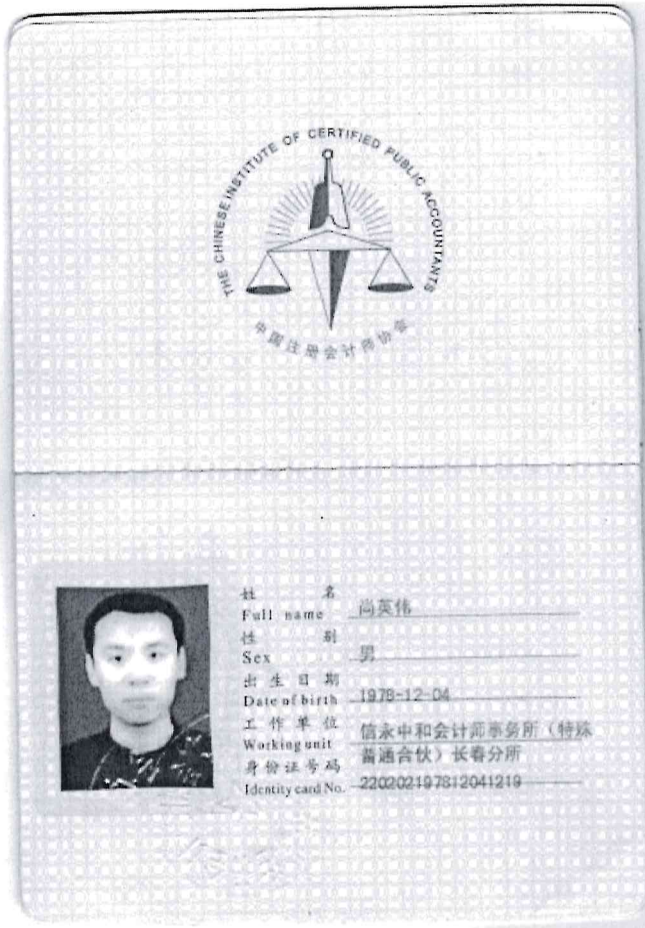 THE CHINESE INSTITUTE OF CERTIFIED PUBLIC ACCOUNTANTS
中国注册会计师协会
姓 名
Full name 尚英伟
性 别
Sex 男
出生日期
Date of birth 1978-12-04
工作单位
Working unit 信永中和会计师事务所（特殊
普通合伙）长春分所
身份证号码
Identity card No. 220202197812041219